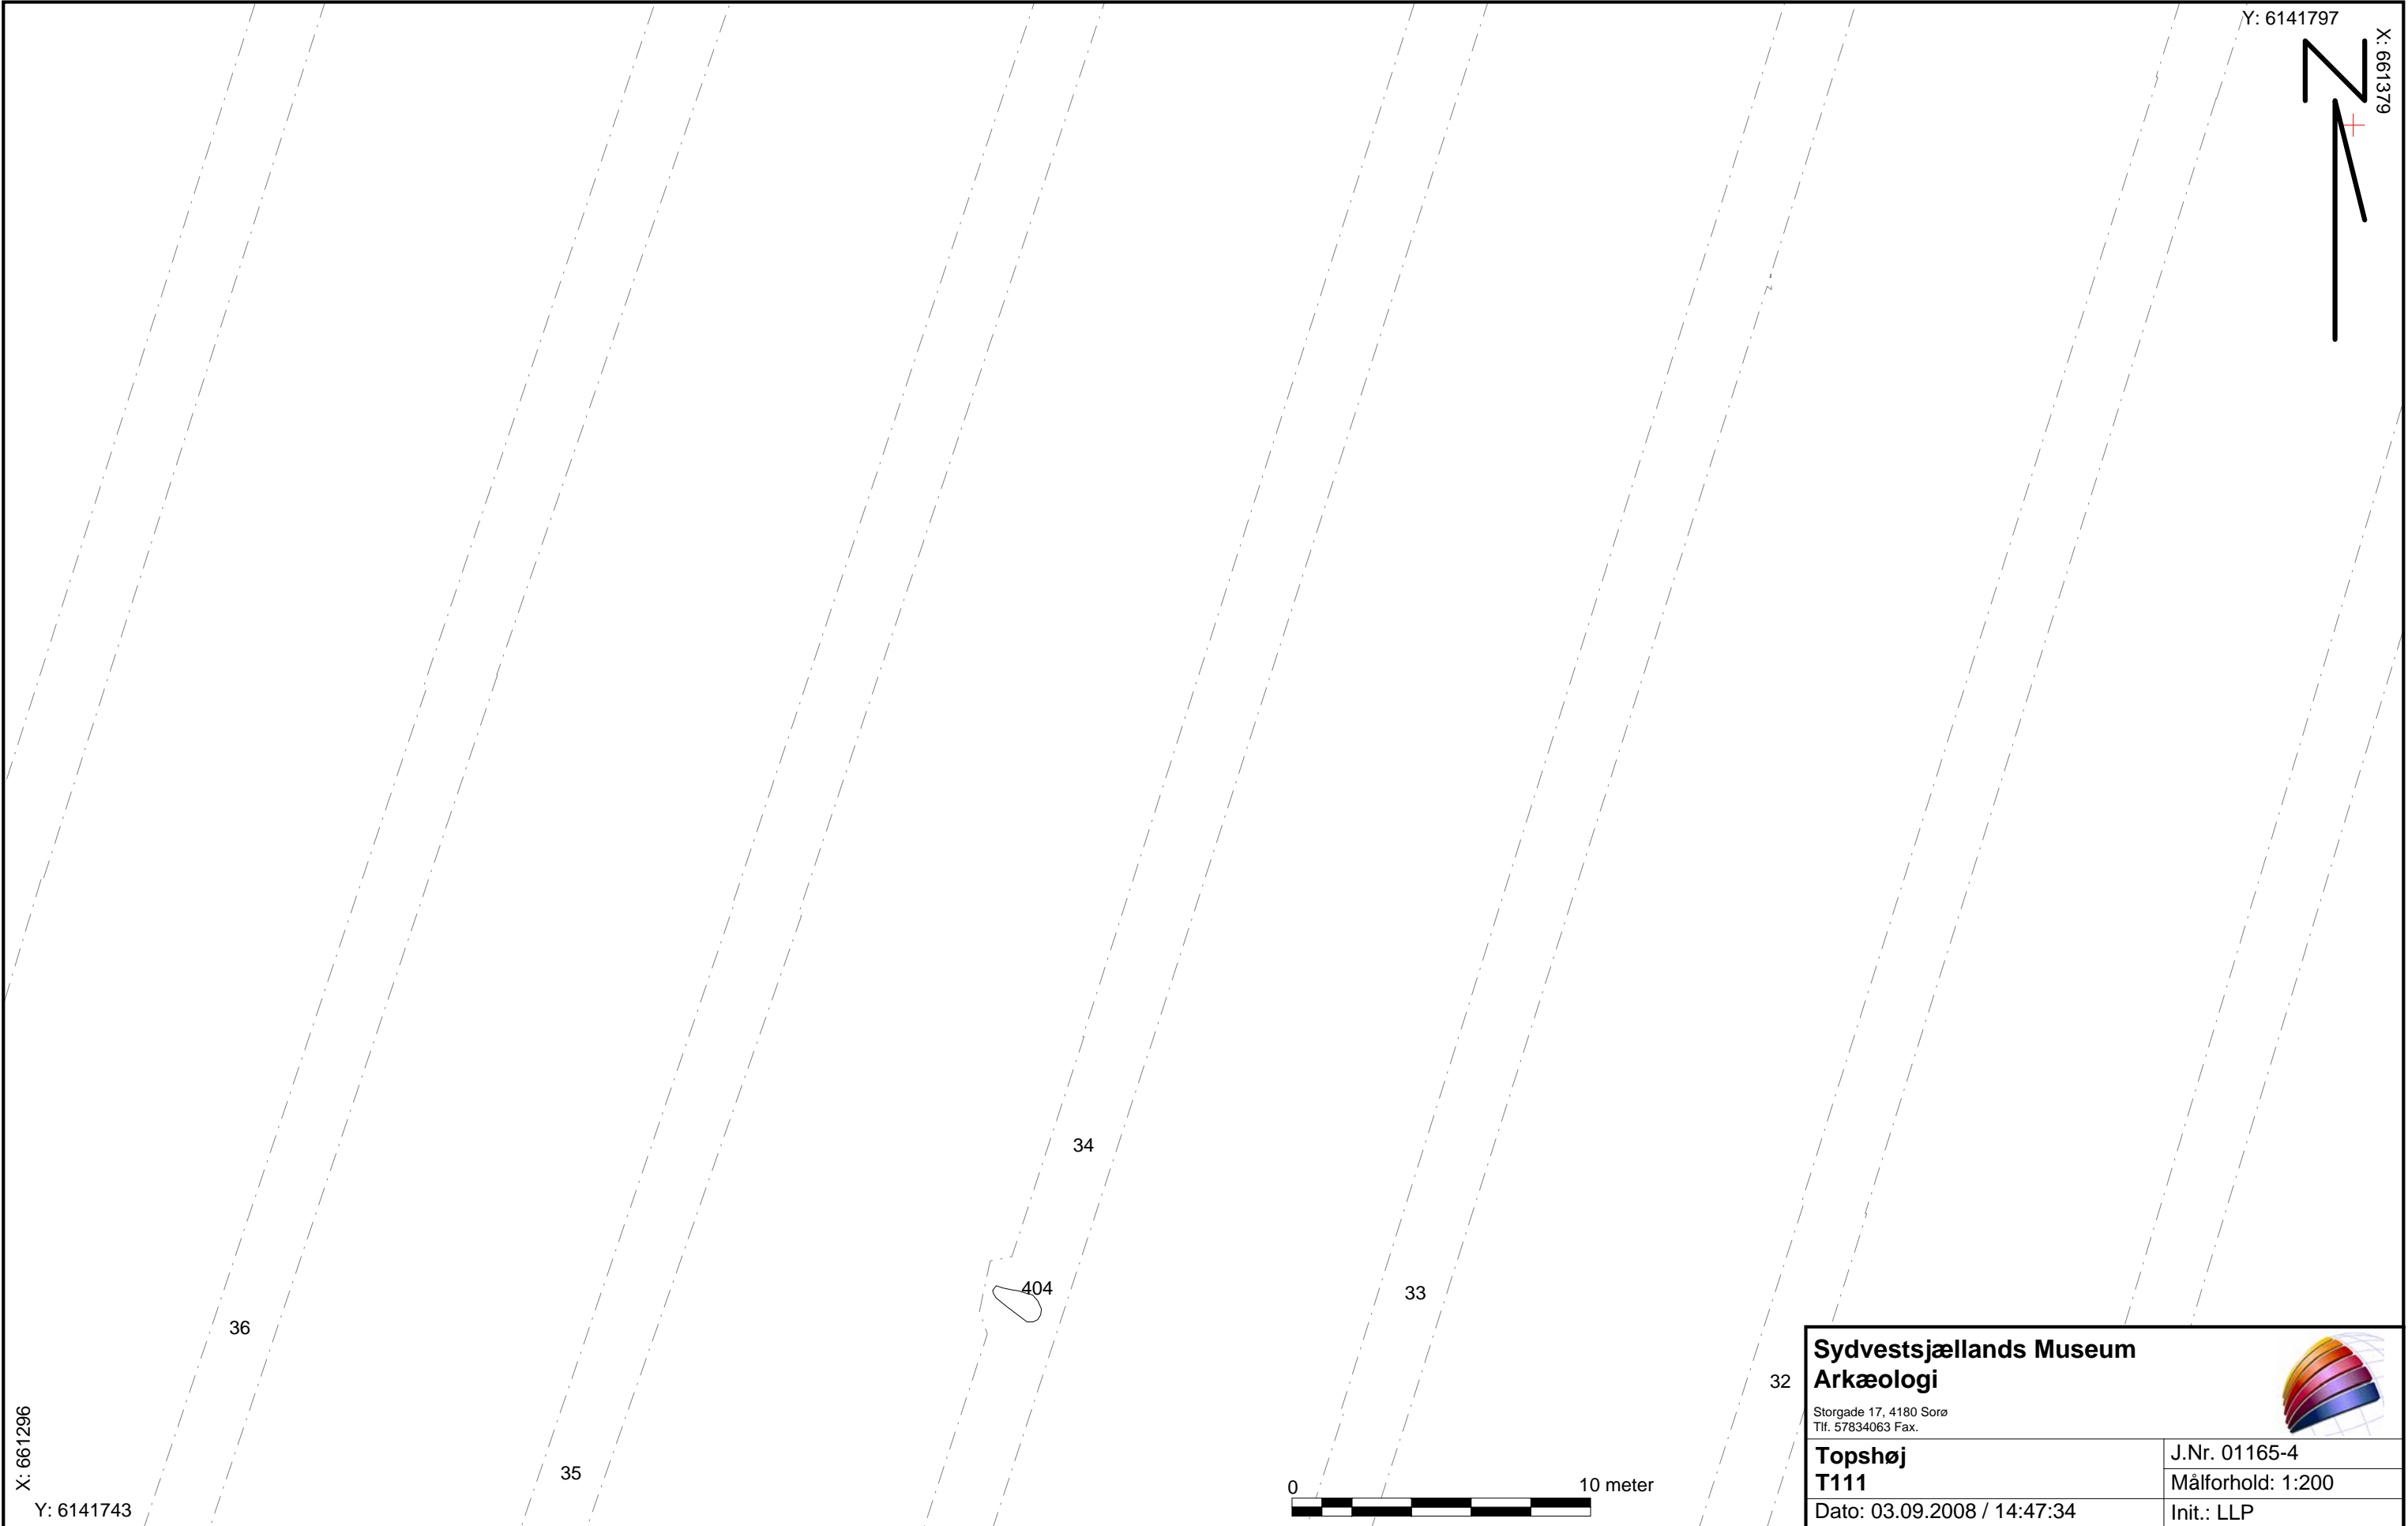 Y: 6141797
X: 661379
34
404
33
36
32
35
X: 661296
Y: 6141743
0 10 meter
Sydvestsjællands Museum
Arkæologi
Storgade 17, 4180 Sorø
Tlf. 57834063 Fax.
Topshøj
T111
J.Nr. 01165-4
Målforhold: 1:200
Dato: 03.09.2008 / 14:47:34
Init.: LLP